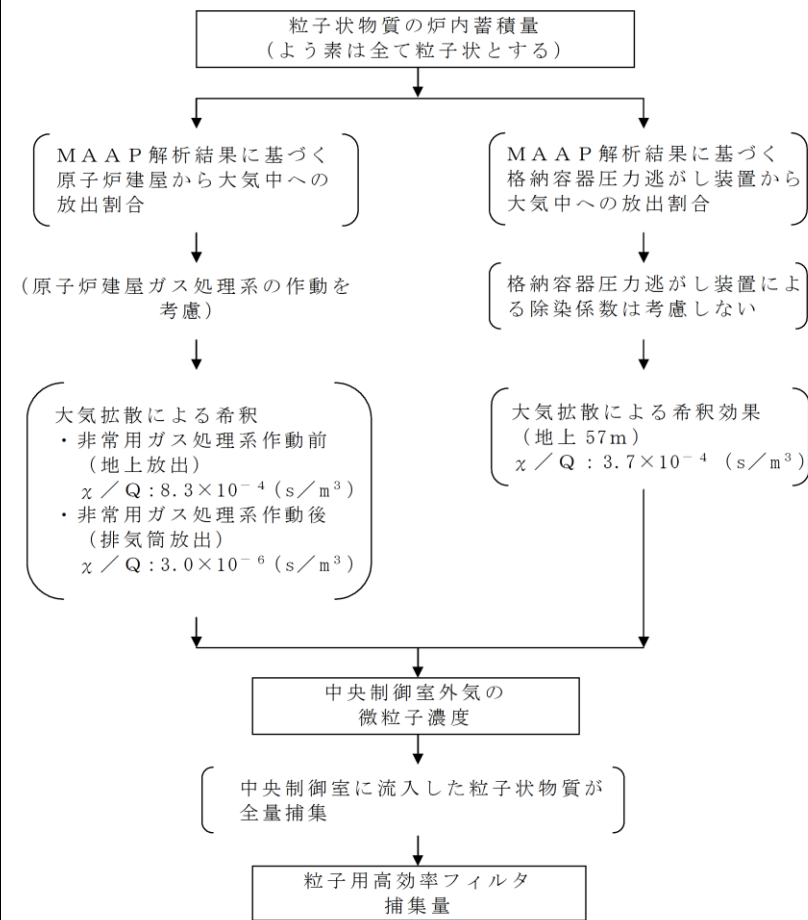 粒子状物質の炉内蓄積量
(よう素は全て粒子状とする)
ＭＡＡＰ解析結果に基づく
原子炉建屋から大気中への
放出割合
ＭＡＡＰ解析結果に基づく
格納容器圧力逃がし装置から
大気中への放出割合
(原子炉建屋ガス処理系の作動を
考慮)
格納容器圧力逃がし装置によ
る除染係数は考慮しない
大気拡散による希釈
・非常用ガス処理系作動前
(地上放出)
χ／Ｑ:8.3×10⁻⁴(s／m³)
・非常用ガス処理系作動後
(排気筒放出)
χ／Ｑ:3.0×10⁻⁶(s／m³)
大気拡散による希釈効果
(地上 57m)
χ／Ｑ:3.7×10⁻⁴ (s／m³)
中央制御室外気の
微粒子濃度
中央制御室に流入した粒子状物質が
全量捕集
粒子用高効率フィルタ
捕集量